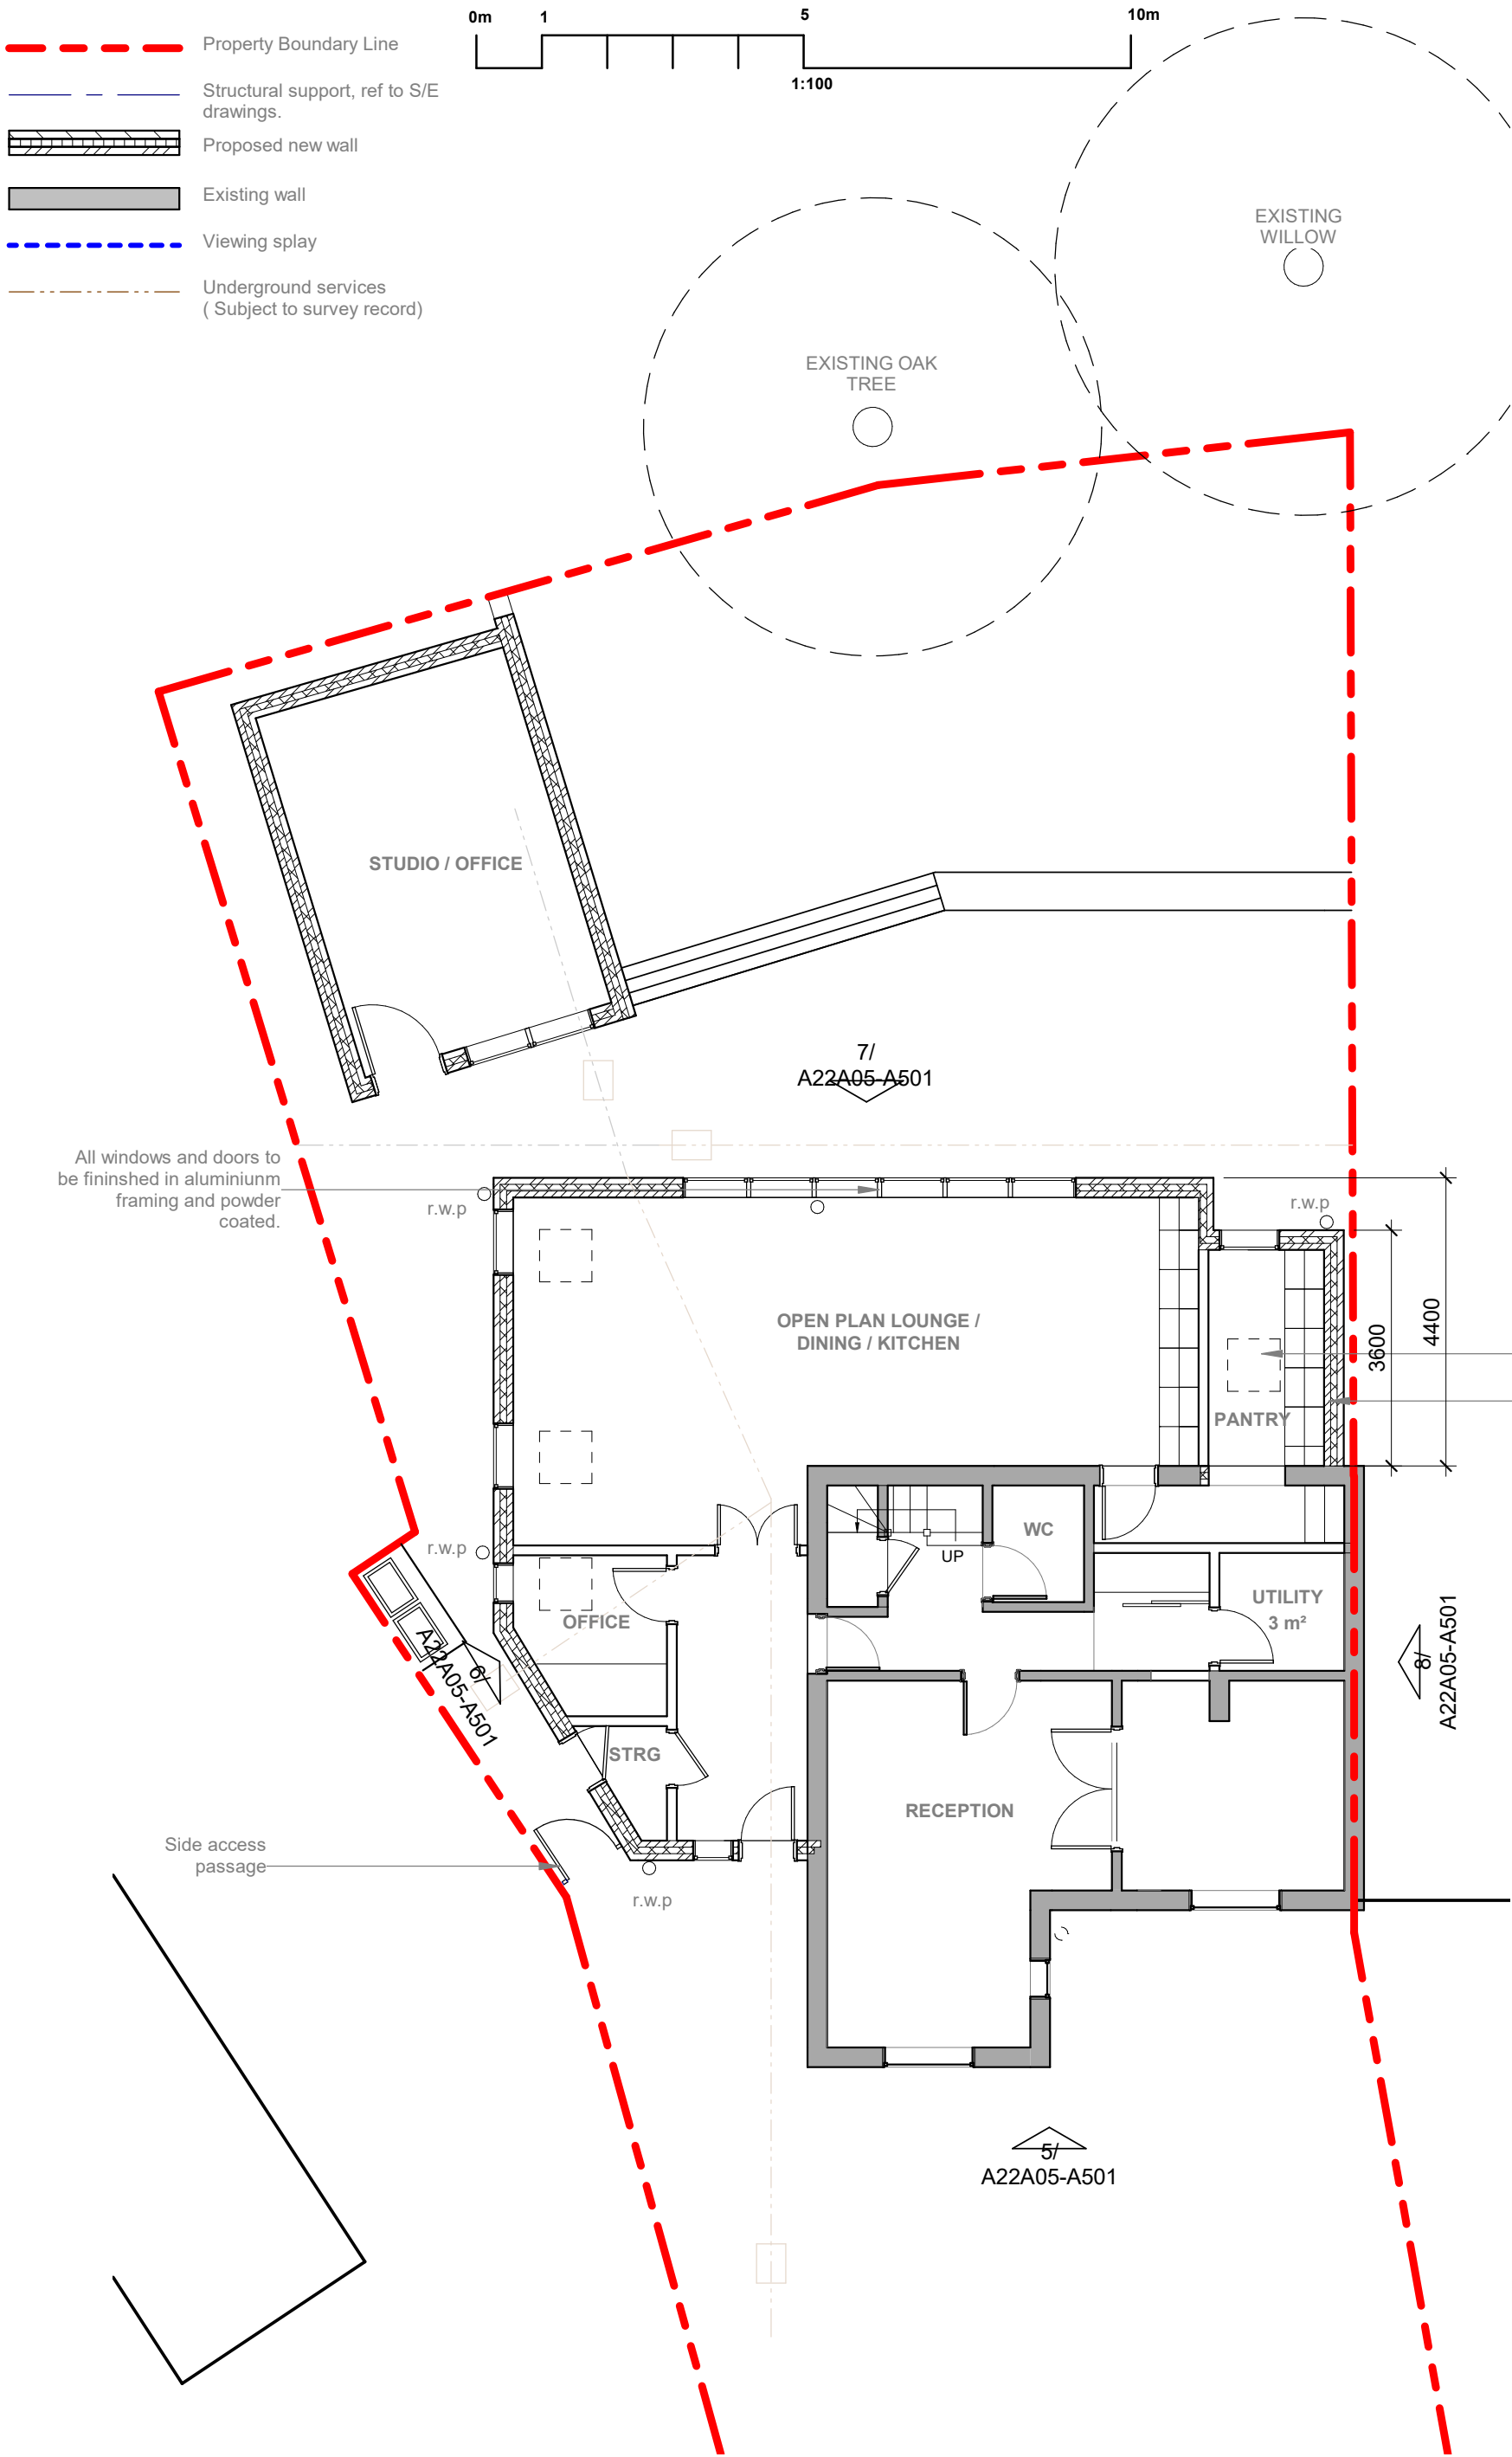 0m 1 5 10m
1:100
Property Boundary Line
Structural support, ref to S/E
drawings.
Proposed new wall
Existing wall
Viewing splay
Underground services
( Subject to survey record)
EXISTING
WILLOW
EXISTING OAK
TREE
STUDIO / OFFICE
7/
A22A05-A501
All windows and doors to
be fininshed in aluminiunm
framing and powder
coated.
r.w.p
r.w.p
OPEN PLAN LOUNGE /
DINING / KITCHEN
3600
4400
PANTRY
r.w.p
WC
UP
OFFICE
UTILITY
3 m²
6/
A22A05-A501
8/
A22A05-A501
STRG
RECEPTION
Side access
passage
r.w.p
5/
A22A05-A501